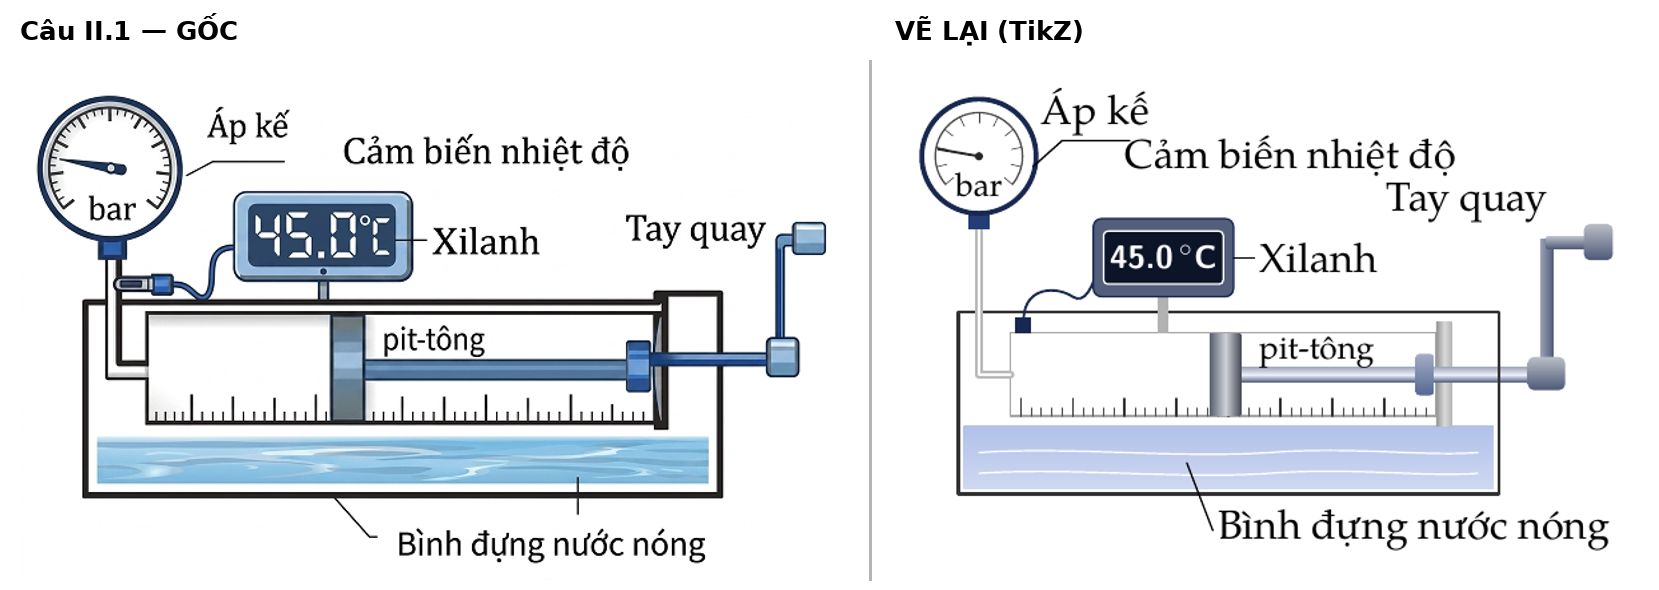 Câu II.1 — GỐC
Áp kế
Cảm biến nhiệt độ
bar
45.0°C
Xilanh
Tay quay
pit-tông
Bình đựng nước nóng
VẼ LẠI (TikZ)
Áp kế
Cảm biến nhiệt độ
Tay quay
bar
45.0 °C
Xilanh
pit-tông
Bình đựng nước nóng